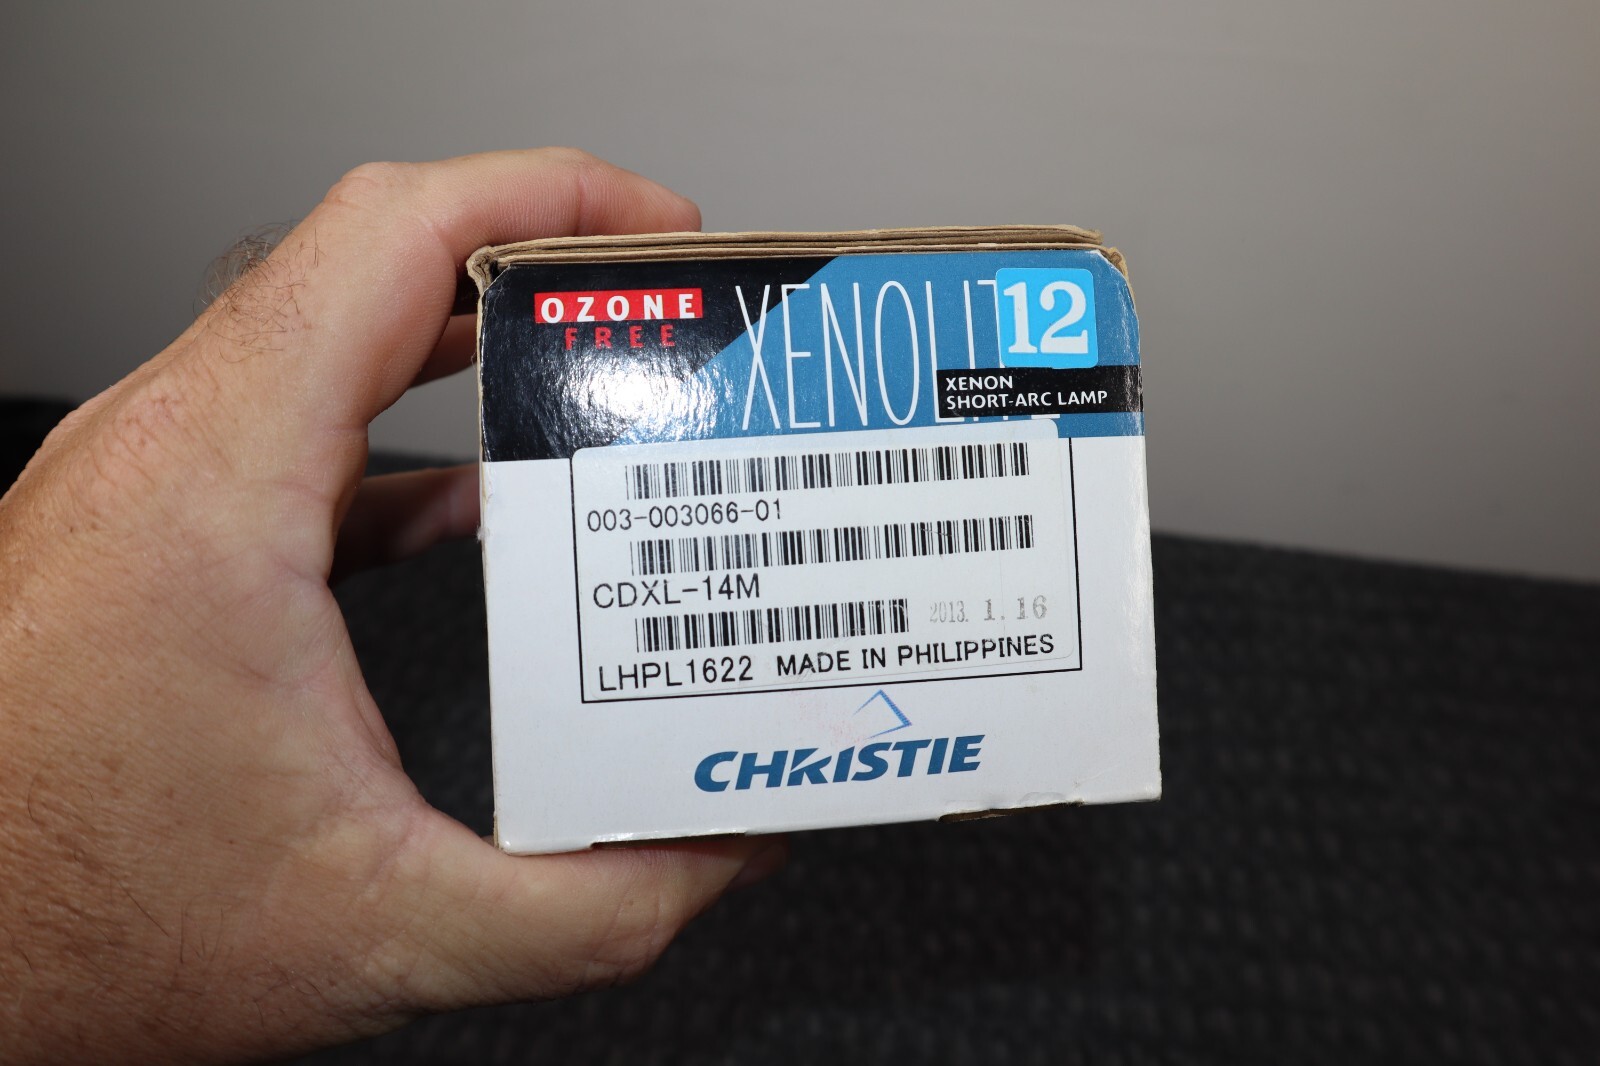 OZONE
FREE
XENOLI
12
XENON
SHORT-ARC LAMP
003-003066-01
CDXL-14M
2013. 1. 16
LHPL1622 MADE IN PHILIPPINES
CHRISTIE